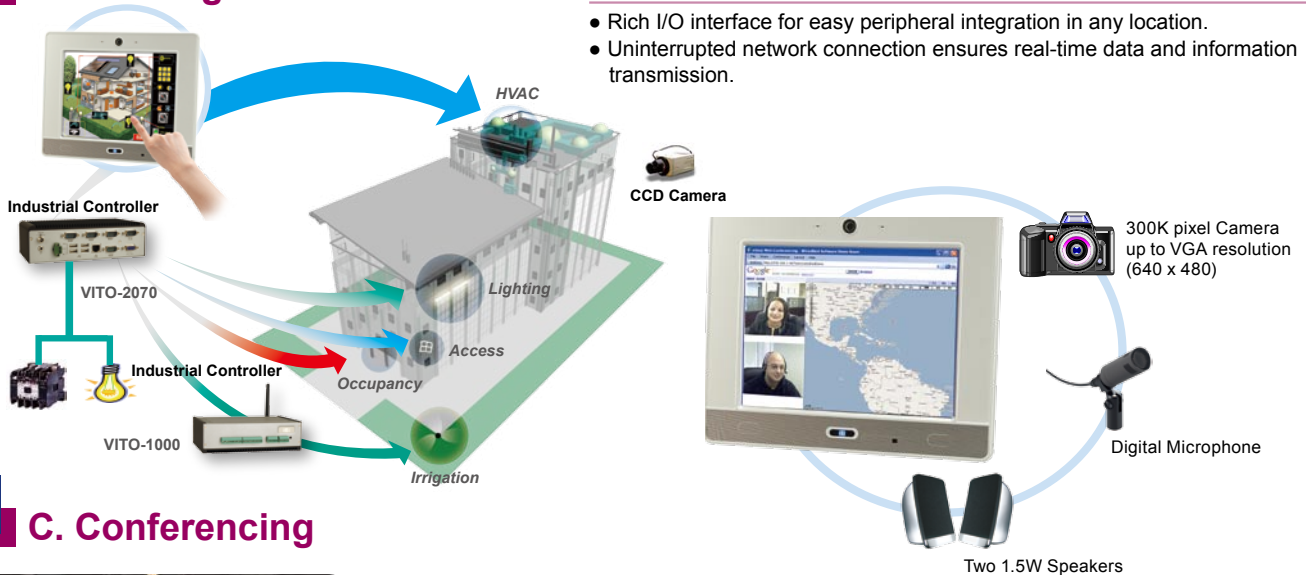 ● Rich I/O interface for easy peripheral integration in any location.
● Uninterrupted network connection ensures real-time data and information
transmission.
HVAC
CCD Camera
Industrial Controller
VITO-2070
Lighting
Access
Occupancy
Industrial Controller
VITO-1000
Irrigation
300K pixel Camera
up to VGA resolution
(640 x 480)
Digital Microphone
Two 1.5W Speakers
C. Conferencing